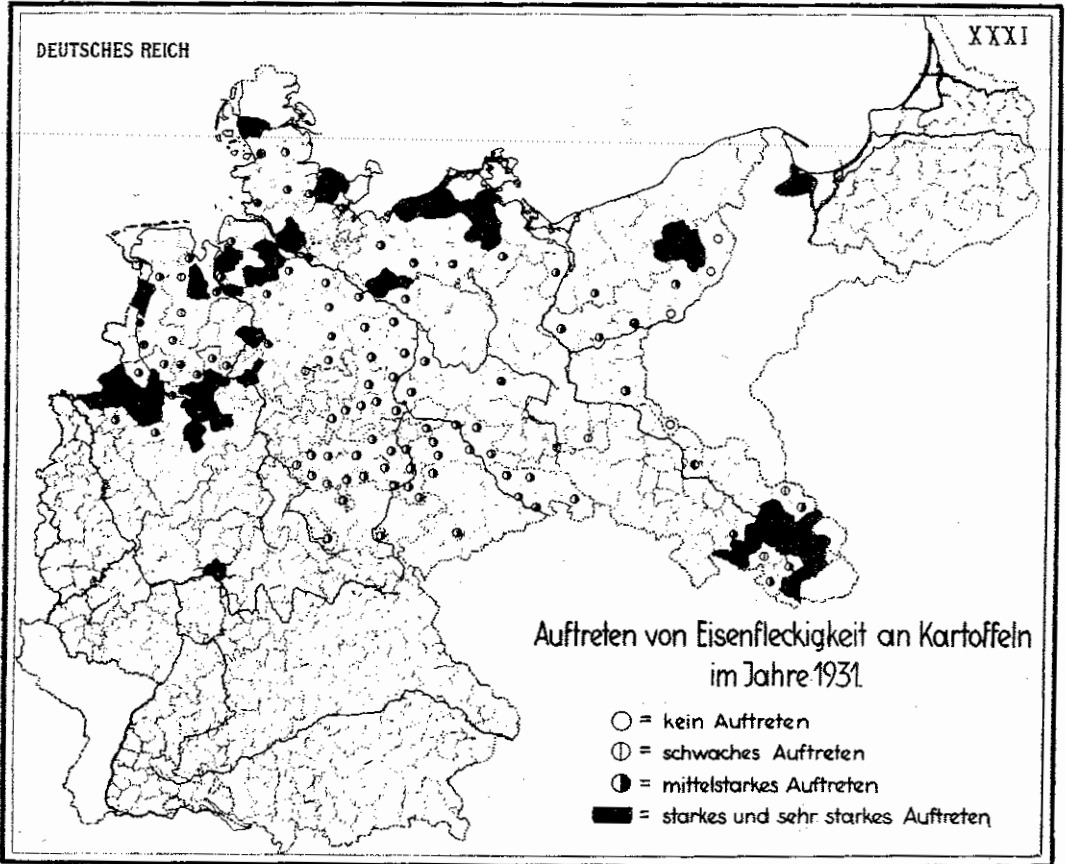 DEUTSCHES REICH
XXXI
Auftreten von Eisenfleckigkeit an Kartoffeln
im Jahre 1931.
= kein Auftreten
= schwaches Auftreten
= mittelstarkes Auftreten
= starkes und sehr starkes Auftreten